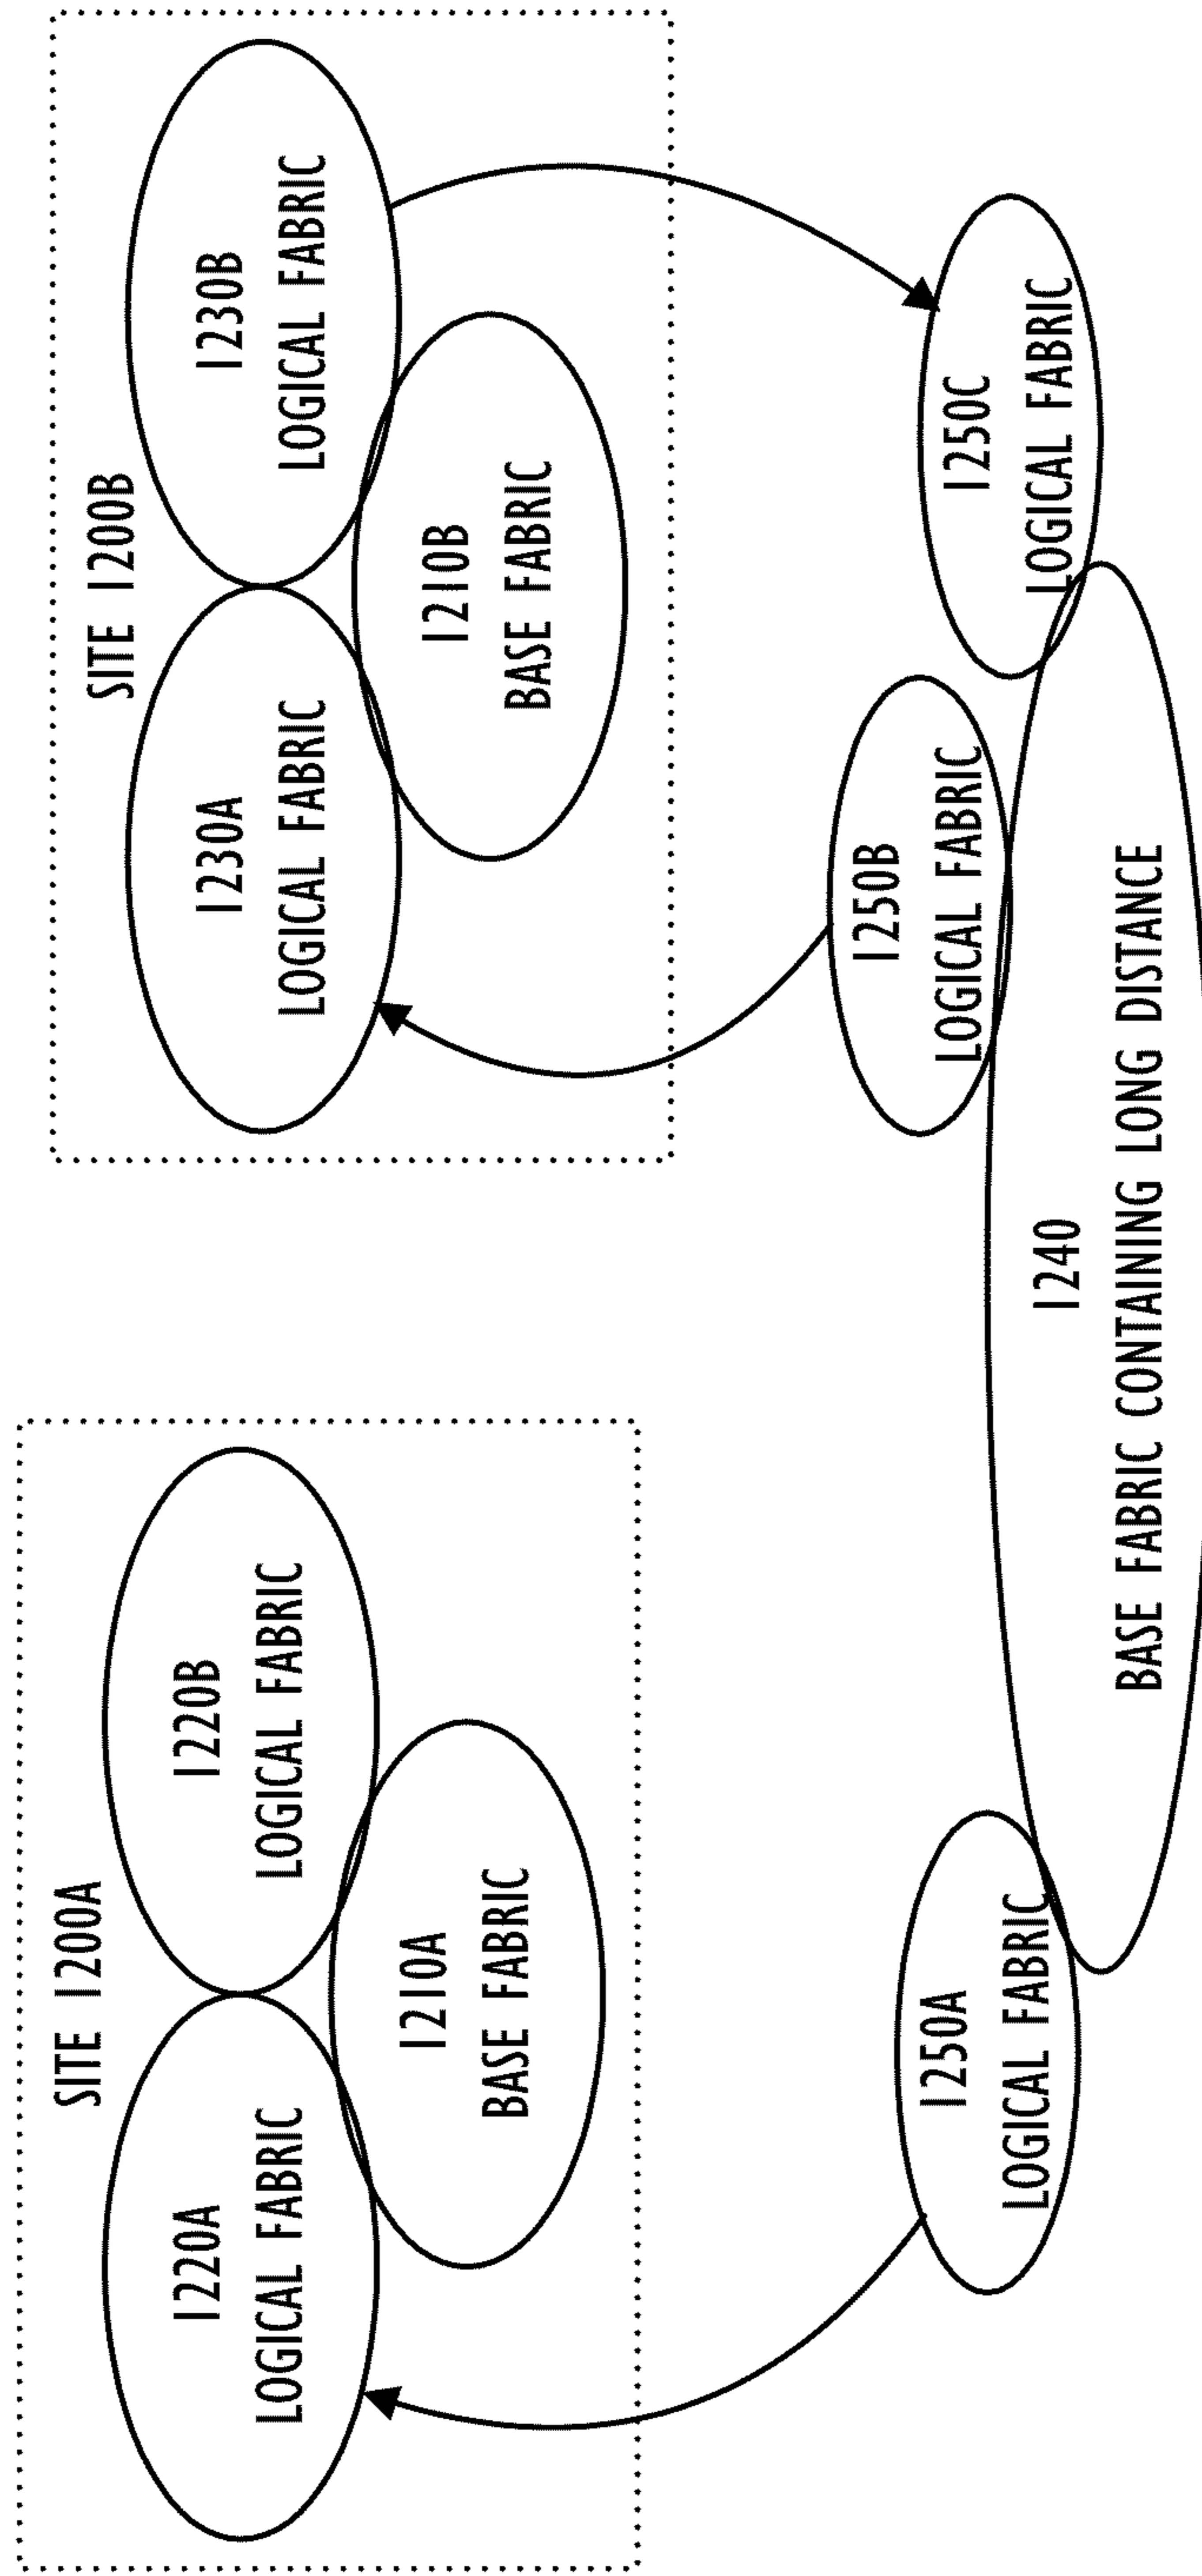 SITE 1200A
1220A
LOGICAL FABRIC
1220B
LOGICAL FABRIC
1210A
BASE FABRIC
SITE 1200B
1230A
LOGICAL FABRIC
1230B
LOGICAL FABRIC
1210B
BASE FABRIC
1250A
LOGICAL FABRIC
1250B
LOGICAL FABRIC
1250C
LOGICAL FABRIC
1240
BASE FABRIC CONTAINING LONG DISTANCE